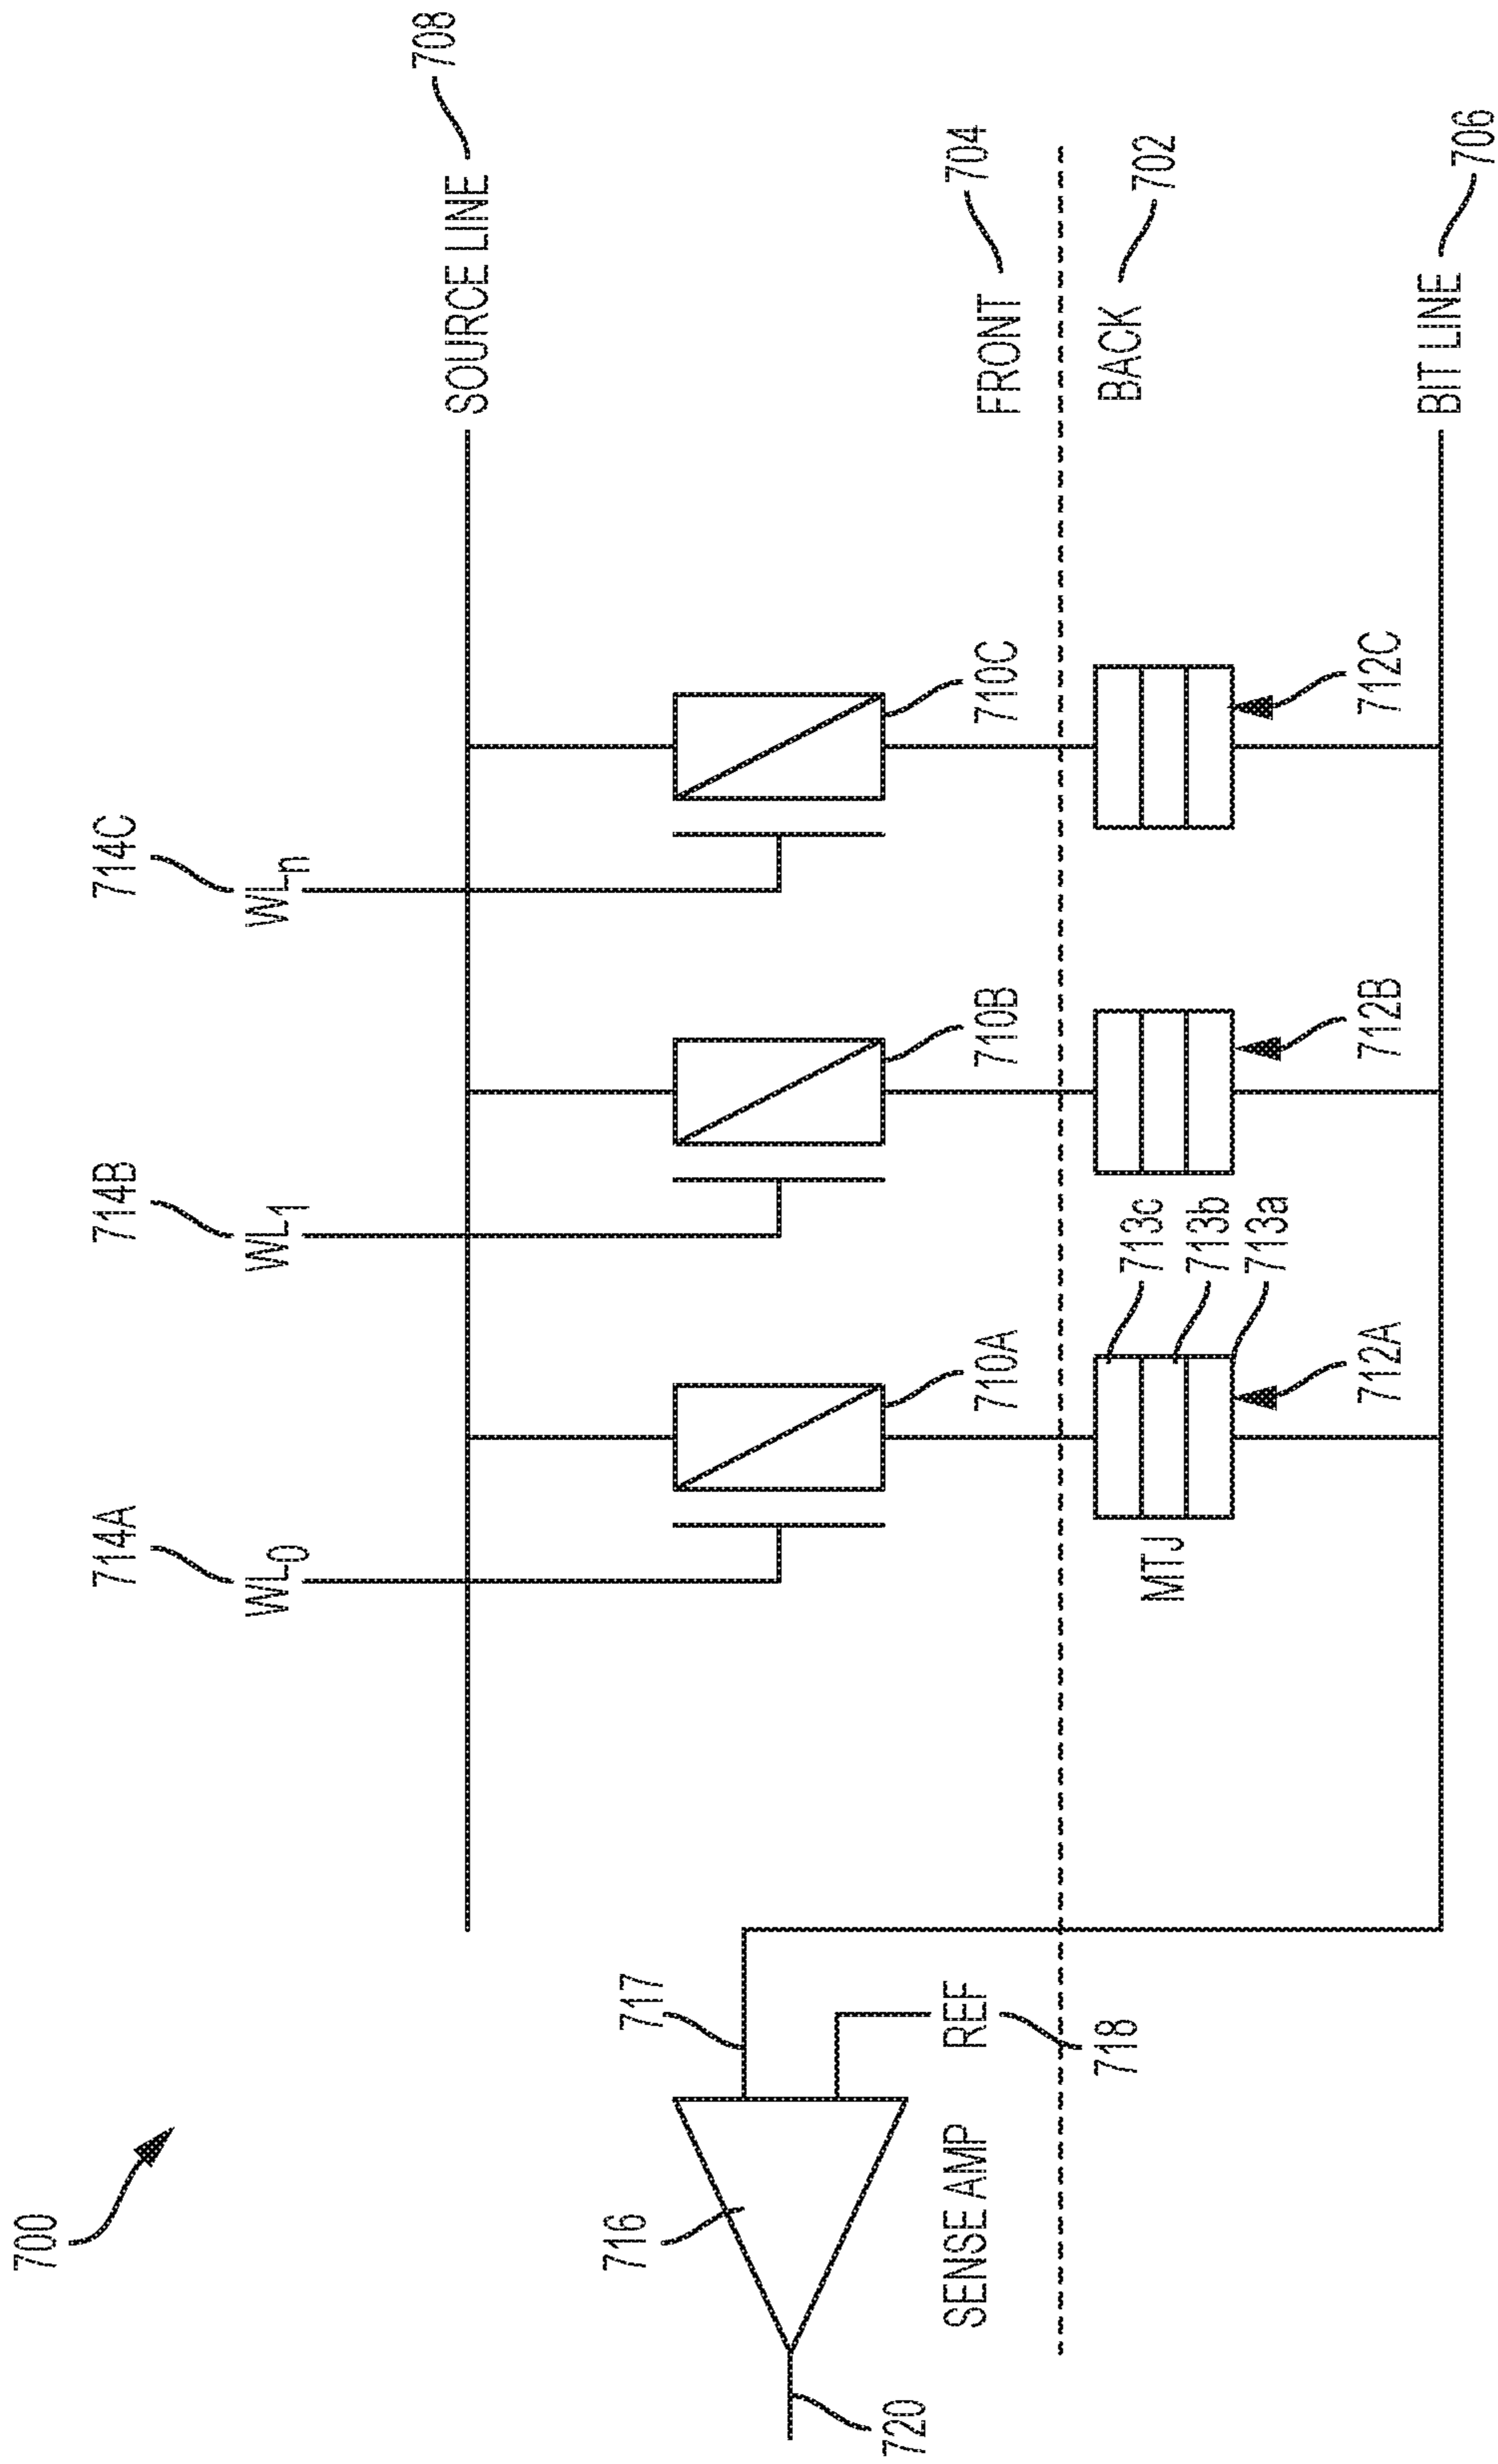 700
714A
714B
714C
WL0
WL1
WLn
708
SOURCE LINE
716
717
720
SENSE AMP
REF
718
710A
710B
710C
FRONT
704
BACK
702
MTJ
713c
713b
713a
712A
712B
712C
BIT LINE
706